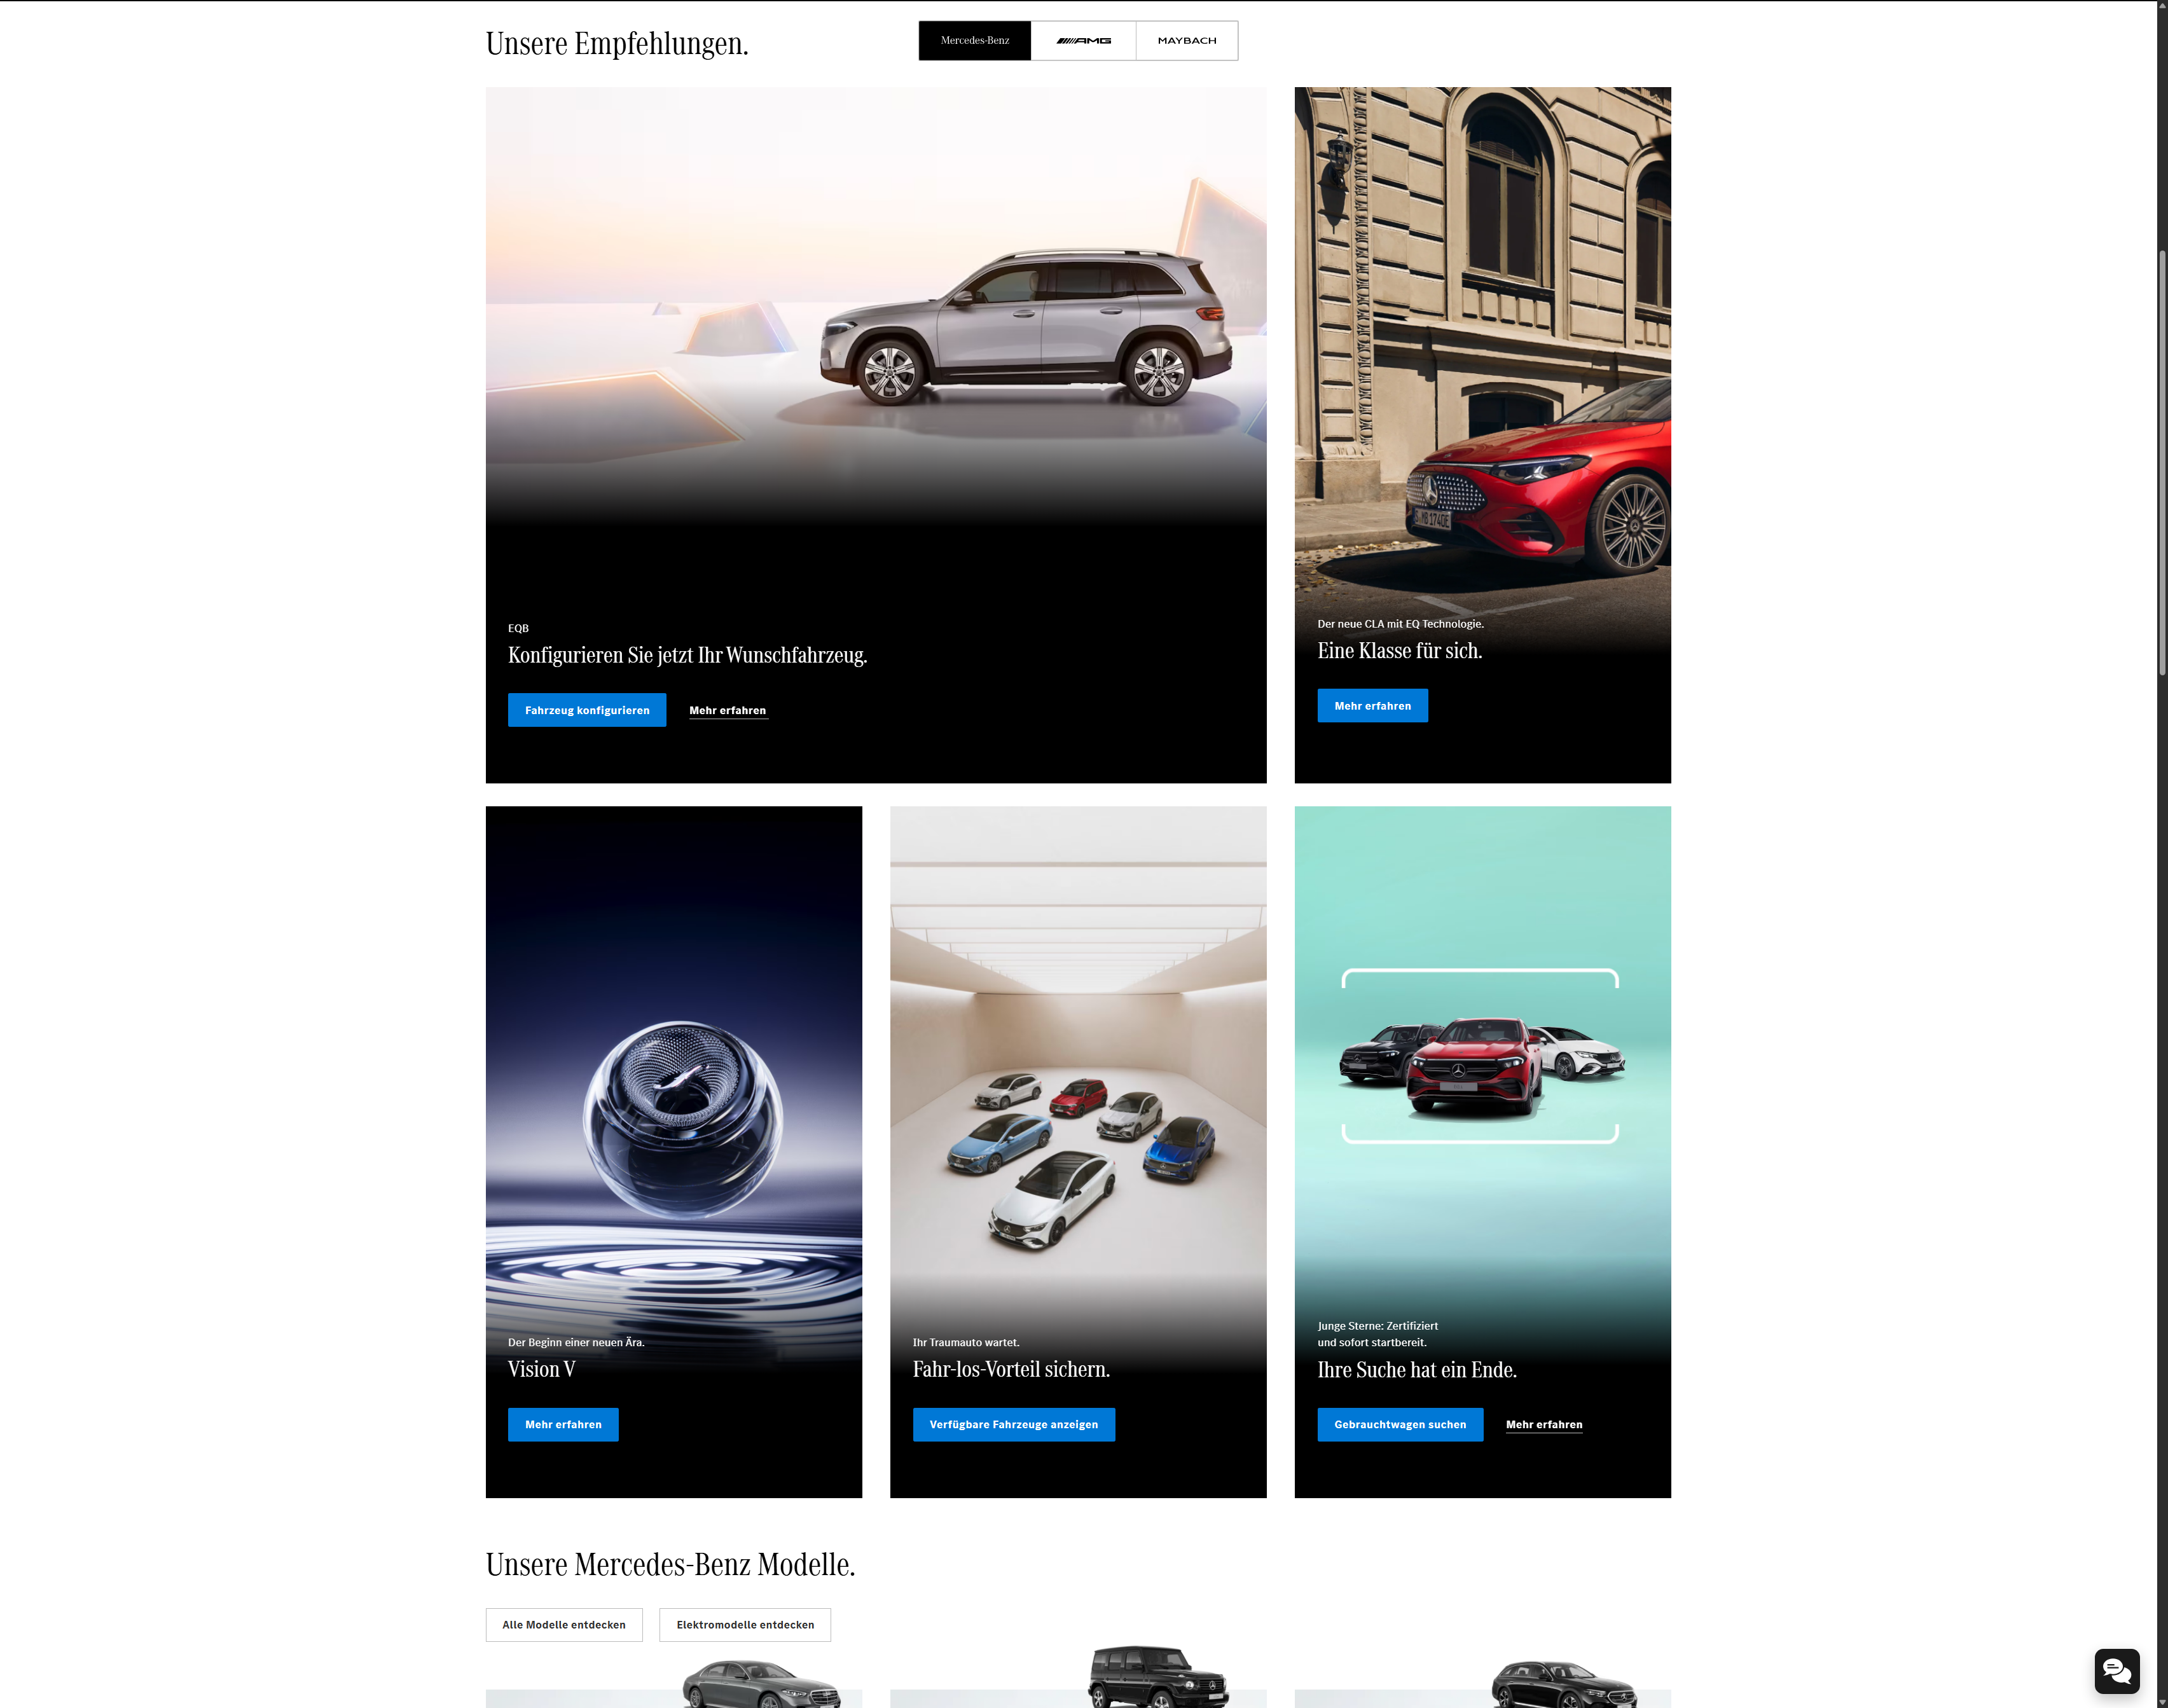 Unsere Empfehlungen.
Mercedes-Benz
AMG
MAYBACH
S MB 1740E
EQB
Konfigurieren Sie jetzt Ihr Wunschfahrzeug.
Fahrzeug konfigurieren
Mehr erfahren
Der neue CLA mit EQ Technologie.
Eine Klasse für sich.
Mehr erfahren
Der Beginn einer neuen Ära.
Vision V
Mehr erfahren
Ihr Traumauto wartet.
Fahr-los-Vorteil sichern.
Verfügbare Fahrzeuge anzeigen
Junge Sterne: Zertifiziert
und sofort startbereit.
Ihre Suche hat ein Ende.
Gebrauchtwagen suchen
Mehr erfahren
Unsere Mercedes-Benz Modelle.
Alle Modelle entdecken
Elektromodelle entdecken